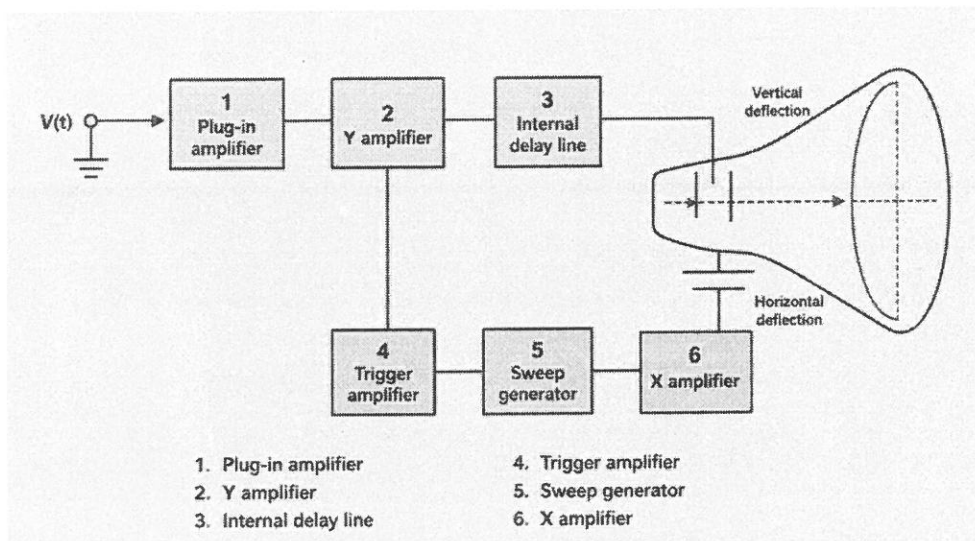 V(t)
1
Plug-in
amplifier
2
Y amplifier
3
Internal
delay line
Vertical
deflection
Horizontal
deflection
4
Trigger
amplifier
5
Sweep
generator
6
X amplifier
1. Plug-in amplifier
2. Y amplifier
3. Internal delay line
4. Trigger amplifier
5. Sweep generator
6. X amplifier